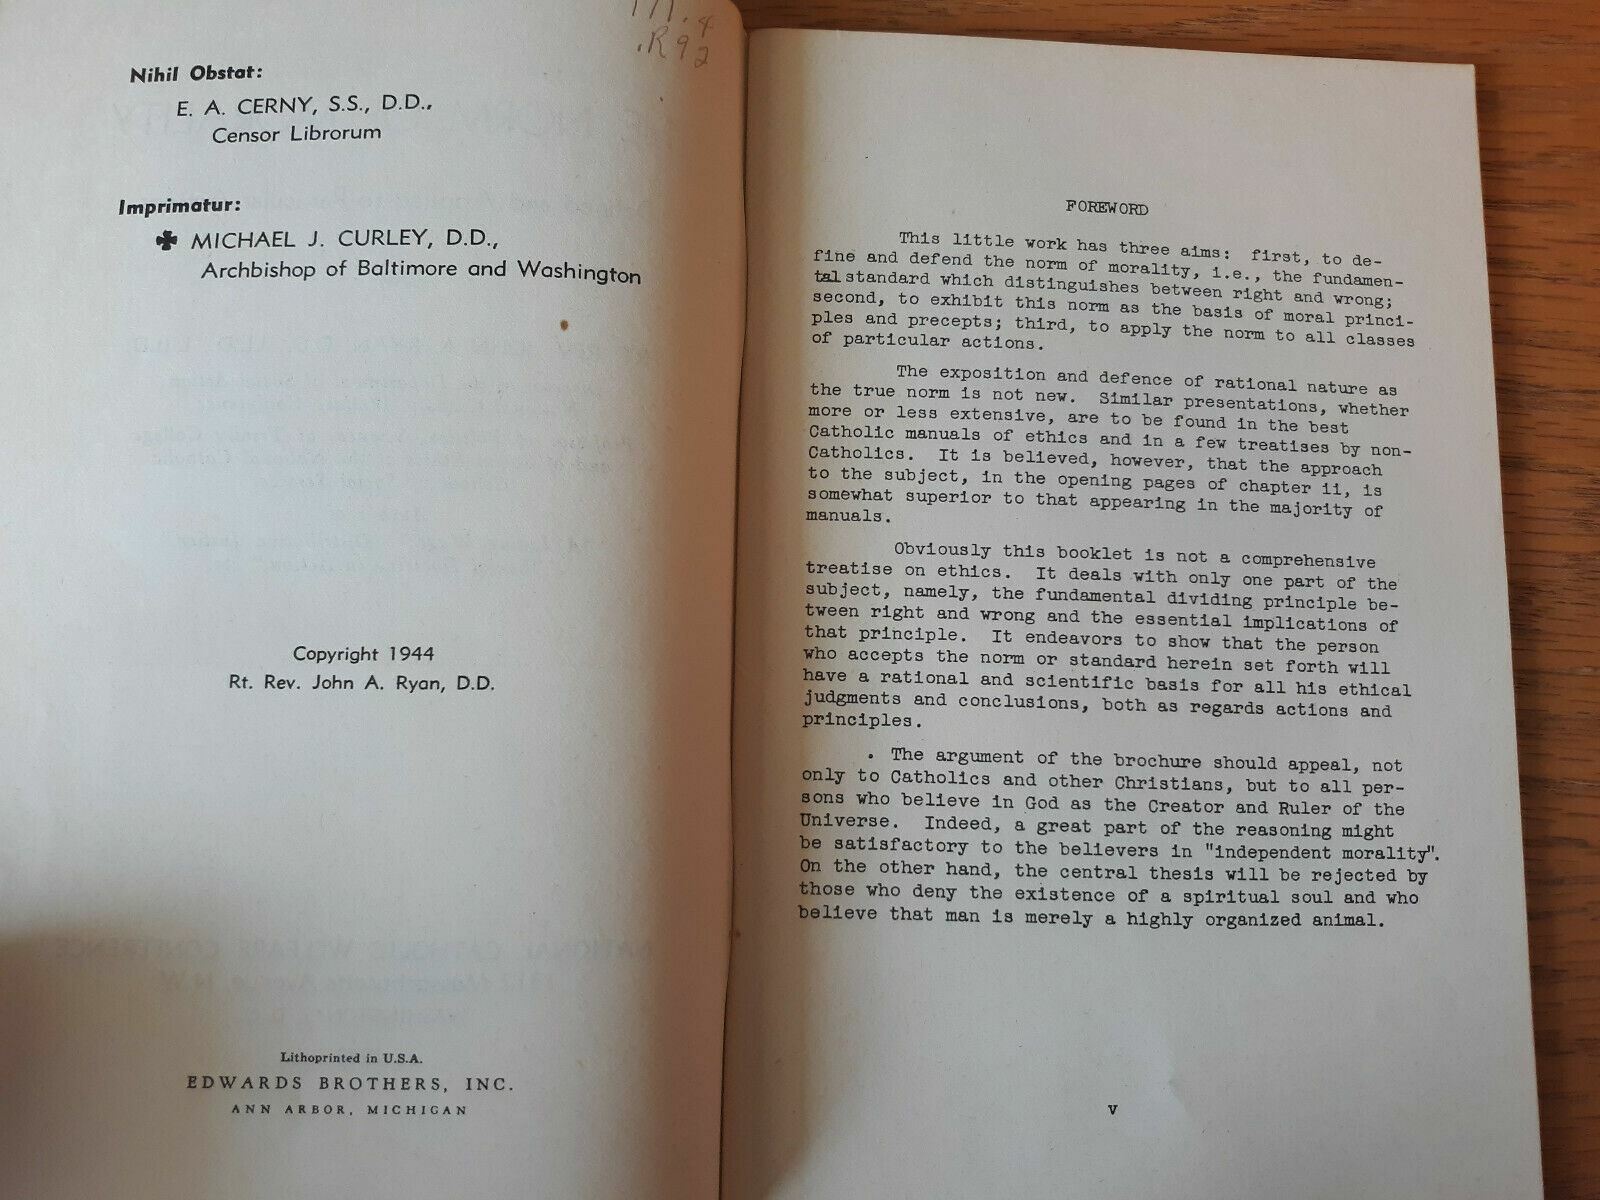 171.4
.R92
Nihil Obstat:
E. A. CERNY, S.S., D.D.,
Censor Librorum
Imprimatur:
✠ MICHAEL J. CURLEY, D.D.,
Archbishop of Baltimore and Washington
Copyright 1944
Rt. Rev. John A. Ryan, D.D.
Lithoprinted in U.S.A.
EDWARDS BROTHERS, INC.
ANN ARBOR, MICHIGAN
FOREWORD
This little work has three aims: first, to de-
fine and defend the norm of morality, i.e., the fundamen-
tal standard which distinguishes between right and wrong;
second, to exhibit this norm as the basis of moral princi-
ples and precepts; third, to apply the norm to all classes
of particular actions.
The exposition and defence of rational nature as
the true norm is not new. Similar presentations, whether
more or less extensive, are to be found in the best
Catholic manuals of ethics and in a few treatises by non-
Catholics. It is believed, however, that the approach
to the subject, in the opening pages of chapter ii, is
somewhat superior to that appearing in the majority of
manuals.
Obviously this booklet is not a comprehensive
treatise on ethics. It deals with only one part of the
subject, namely, the fundamental dividing principle be-
tween right and wrong and the essential implications of
that principle. It endeavors to show that the person
who accepts the norm or standard herein set forth will
have a rational and scientific basis for all his ethical
judgments and conclusions, both as regards actions and
principles.
. The argument of the brochure should appeal, not
only to Catholics and other Christians, but to all per-
sons who believe in God as the Creator and Ruler of the
Universe. Indeed, a great part of the reasoning might
be satisfactory to the believers in "independent morality".
On the other hand, the central thesis will be rejected by
those who deny the existence of a spiritual soul and who
believe that man is merely a highly organized animal.
v